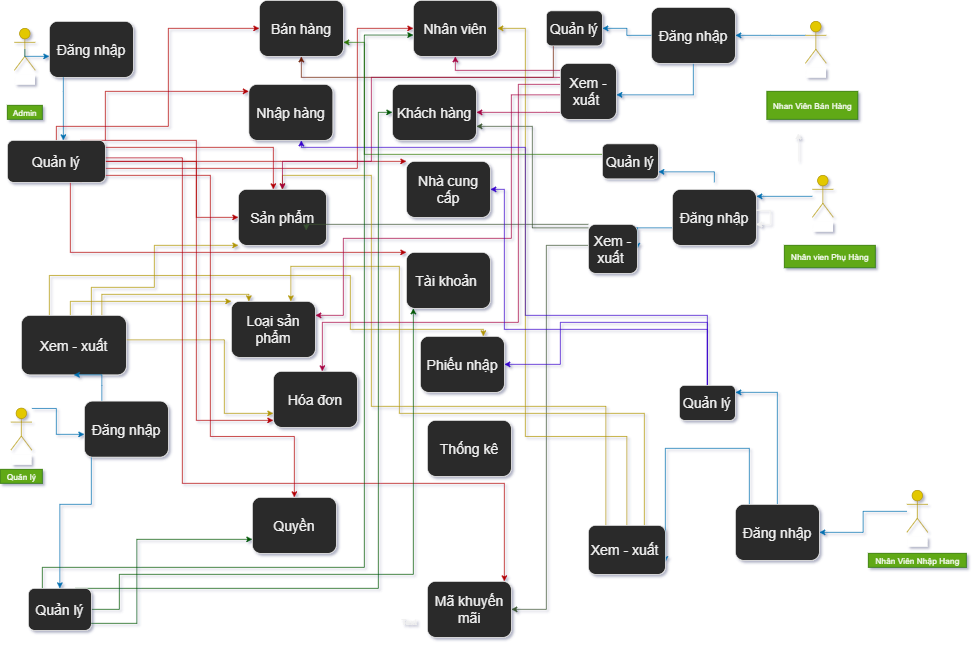 Bán hàng
Nhân viên
Quản lý
Đăng nhập
Đăng nhập
Xem -
xuất
Nhan Viên Bán Hàng
Admin
Nhập hàng
Khách hàng
Quản lý
Quản lý
Nhà cung
cấp
Sản phẩm
Đăng nhập
Xem -
xuất
Nhân vien Phụ Hàng
Tài khoản
Loại sản
phẩm
Xem - xuất
Phiếu nhập
Hóa đơn
Quản lý
Đăng nhập
Thống kê
Quản lý
Quyền
Đăng nhập
Xem - xuất
Nhân Viên Nhập Hang
Quản lý
Mã khuyến
mãi